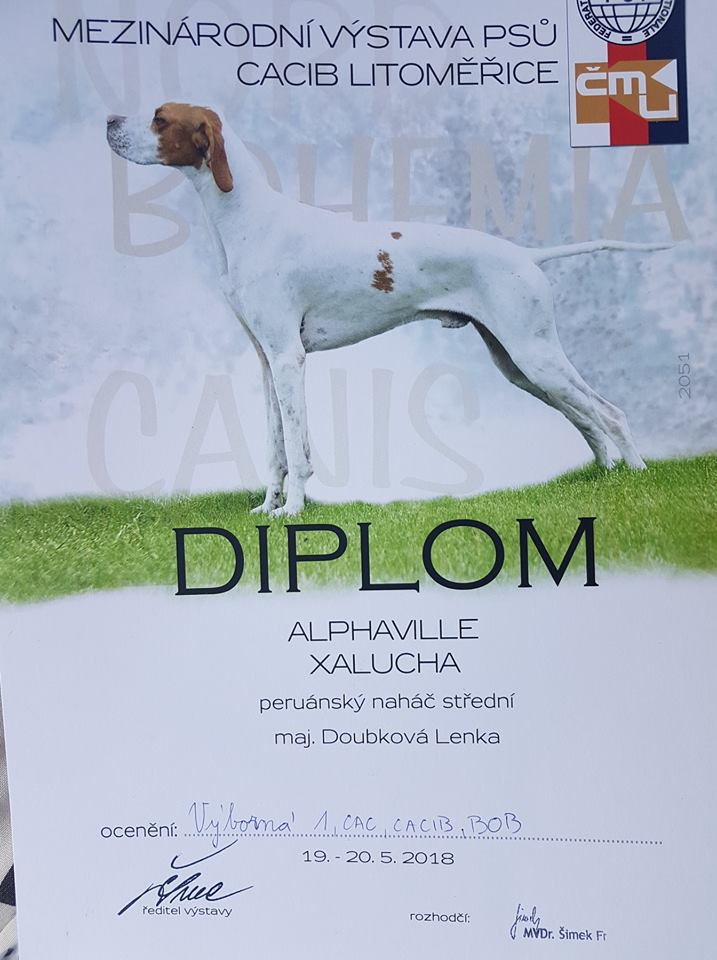 MEZINÁRODNÍ VÝSTAVA PSŮ
CACIB LITOMĚŘICE
ČMKU
NORD
BOHEMIA
CANIS
2051
DIPLOM
ALPHAVILLE
XALUCHA
peruánský naháč střední
maj. Doubková Lenka
ocenění: Výborná 1, CAC, CACIB, BOB
19. - 20. 5. 2018
ředitel výstavy
rozhodčí:
MVDr. Šimek Fr